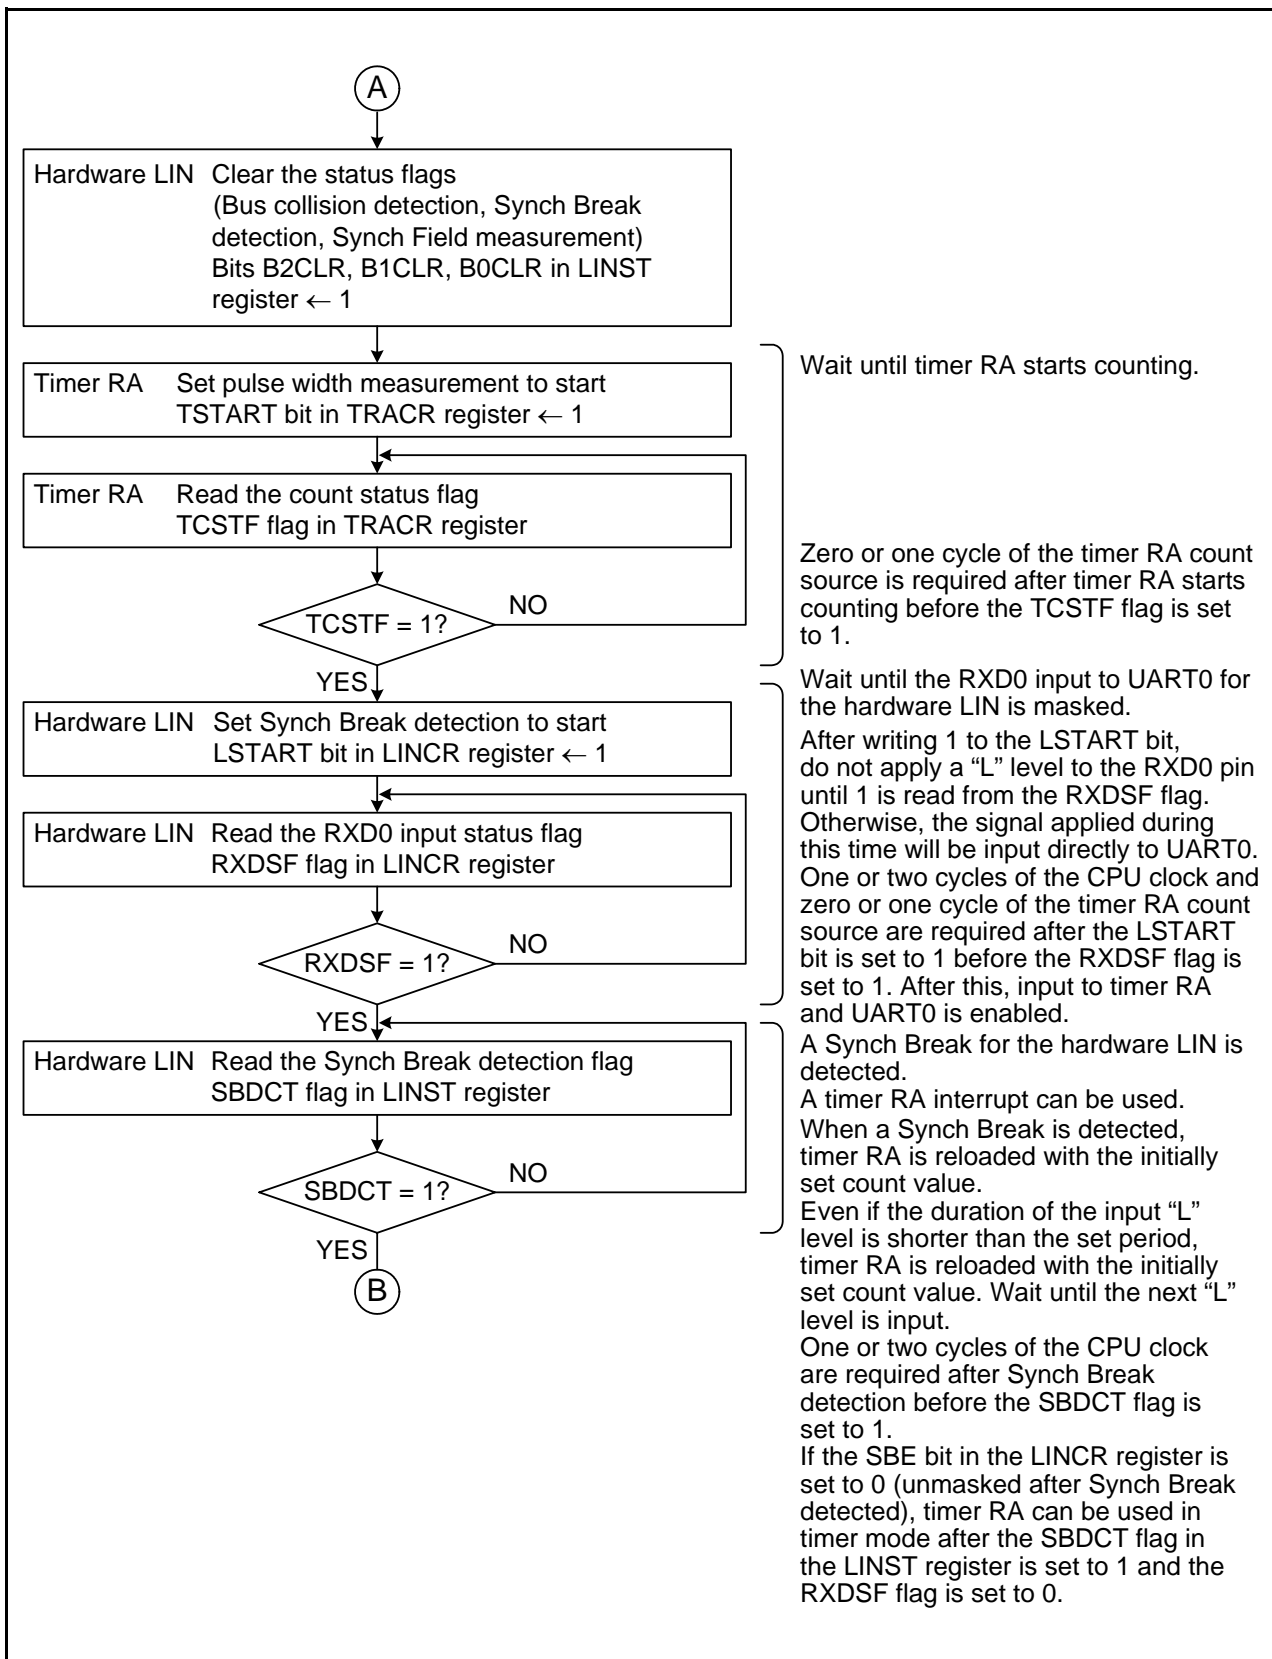 A
Hardware LIN Clear the status flags
(Bus collision detection, Synch Break
detection, Synch Field measurement)
Bits B2CLR, B1CLR, B0CLR in LINST
register ← 1
Timer RA Set pulse width measurement to start
TSTART bit in TRACR register ← 1
Wait until timer RA starts counting.
Timer RA Read the count status flag
TCSTF flag in TRACR register
TCSTF = 1?
NO
YES
Zero or one cycle of the timer RA count
source is required after timer RA starts
counting before the TCSTF flag is set
to 1.
Hardware LIN Set Synch Break detection to start
LSTART bit in LINCR register ← 1
Hardware LIN Read the RXD0 input status flag
RXDSF flag in LINCR register
RXDSF = 1?
NO
YES
Wait until the RXD0 input to UART0 for
the hardware LIN is masked.
After writing 1 to the LSTART bit,
do not apply a “L” level to the RXD0 pin
until 1 is read from the RXDSF flag.
Otherwise, the signal applied during
this time will be input directly to UART0.
One or two cycles of the CPU clock and
zero or one cycle of the timer RA count
source are required after the LSTART
bit is set to 1 before the RXDSF flag is
set to 1. After this, input to timer RA
and UART0 is enabled.
Hardware LIN Read the Synch Break detection flag
SBDCT flag in LINST register
SBDCT = 1?
NO
YES
B
A Synch Break for the hardware LIN is
detected.
A timer RA interrupt can be used.
When a Synch Break is detected,
timer RA is reloaded with the initially
set count value.
Even if the duration of the input “L”
level is shorter than the set period,
timer RA is reloaded with the initially
set count value. Wait until the next “L”
level is input.
One or two cycles of the CPU clock
are required after Synch Break
detection before the SBDCT flag is
set to 1.
If the SBE bit in the LINCR register is
set to 0 (unmasked after Synch Break
detected), timer RA can be used in
timer mode after the SBDCT flag in
the LINST register is set to 1 and the
RXDSF flag is set to 0.